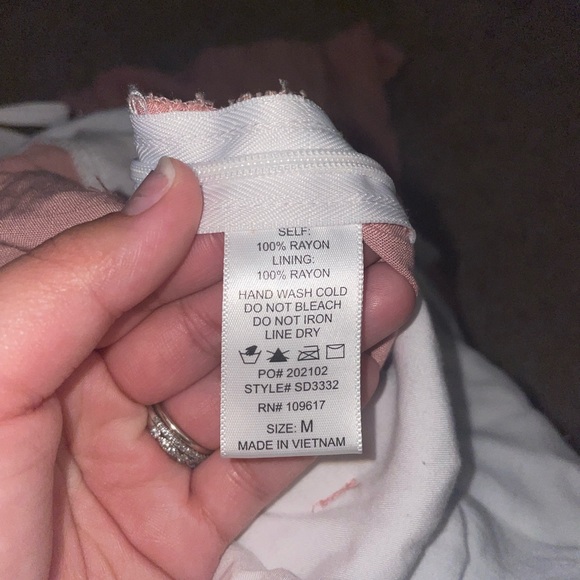 SELF:
100% RAYON
LINING:
100% RAYON
HAND WASH COLD
DO NOT BLEACH
DO NOT IRON
LINE DRY
PO# 202102
STYLE# SD3332
RN# 109617
SIZE: M
MADE IN VIETNAM